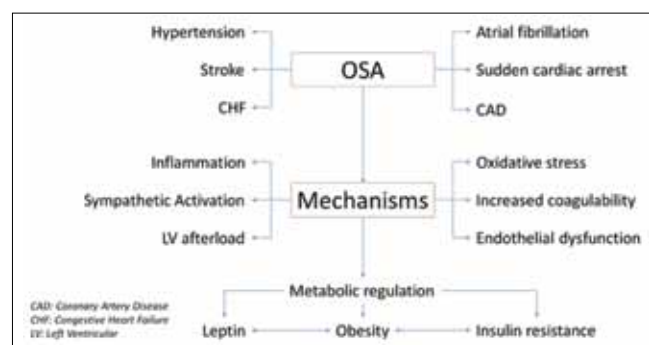 Hypertension
Atrial fibrillation
Stroke
OSA
Sudden cardiac arrest
CHF
CAD
Inflammation
Oxidative stress
Sympathetic Activation
Mechanisms
Increased coagulability
LV afterload
Endothelial dysfunction
Metabolic regulation
CAD: Coronary Artery Disease
CHF: Congestive Heart Failure
LV: Left Ventricular
Leptin
Obesity
Insulin resistance